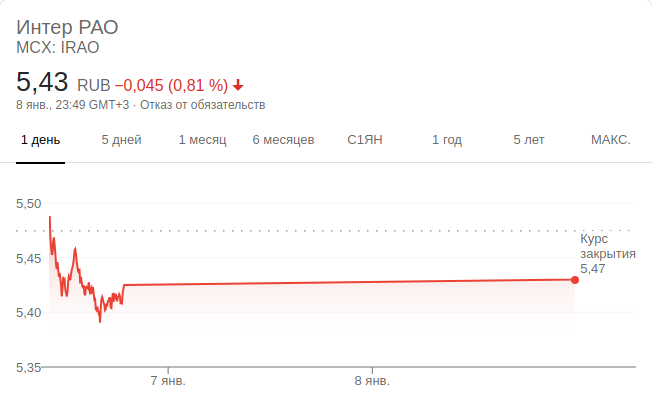 Интер РАО
MCX: IRAO
5,43 RUB −0,045 (0,81 %)
8 янв., 23:49 GMT+3 · Отказ от обязательств
1 день 5 дней 1 месяц 6 месяцев С1ЯН 1 год 5 лет МАКС.
5,50
Курс
закрытия
5,45
5,47
5,40
5,35
7 янв. 8 янв.